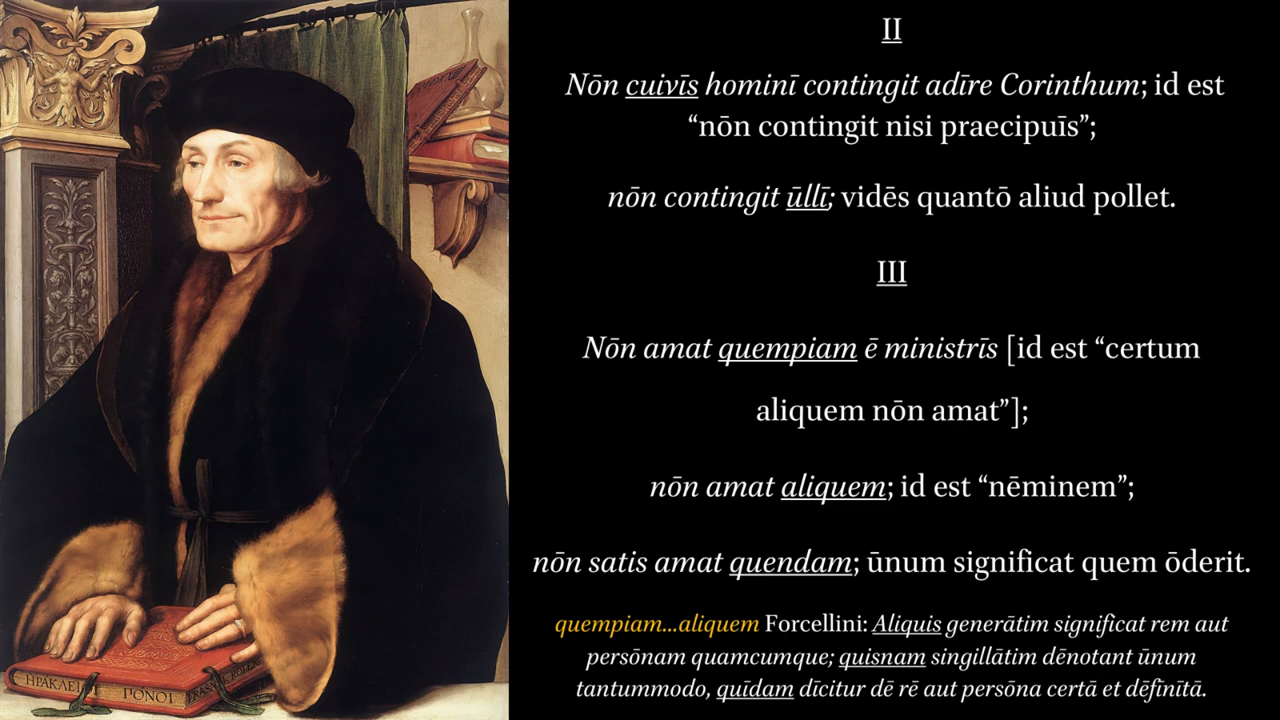 II
Nōn cuivīs hominī contingit adīre Corinthum; id est
“nōn contingit nisi praecipuīs”;
nōn contingit ūllī; vidēs quantō aliud pollet.
III
Nōn amat quempiam ē ministrīs [id est “certum
aliquem nōn amat”];
nōn amat aliquem; id est “nēminem”;
nōn satis amat quendam; ūnum significat quem ōderit.
quempiam...aliquem Forcellini: Aliquis generātim significat rem aut
persōnam quamcumque; quisnam singillātim dēnotant ūnum
tantummodo, quīdam dīcitur dē rē aut persōna certā et dēfīnītā.
ΗΡΑΚΛΕΙΟΙ ΠΟΝΟΙ